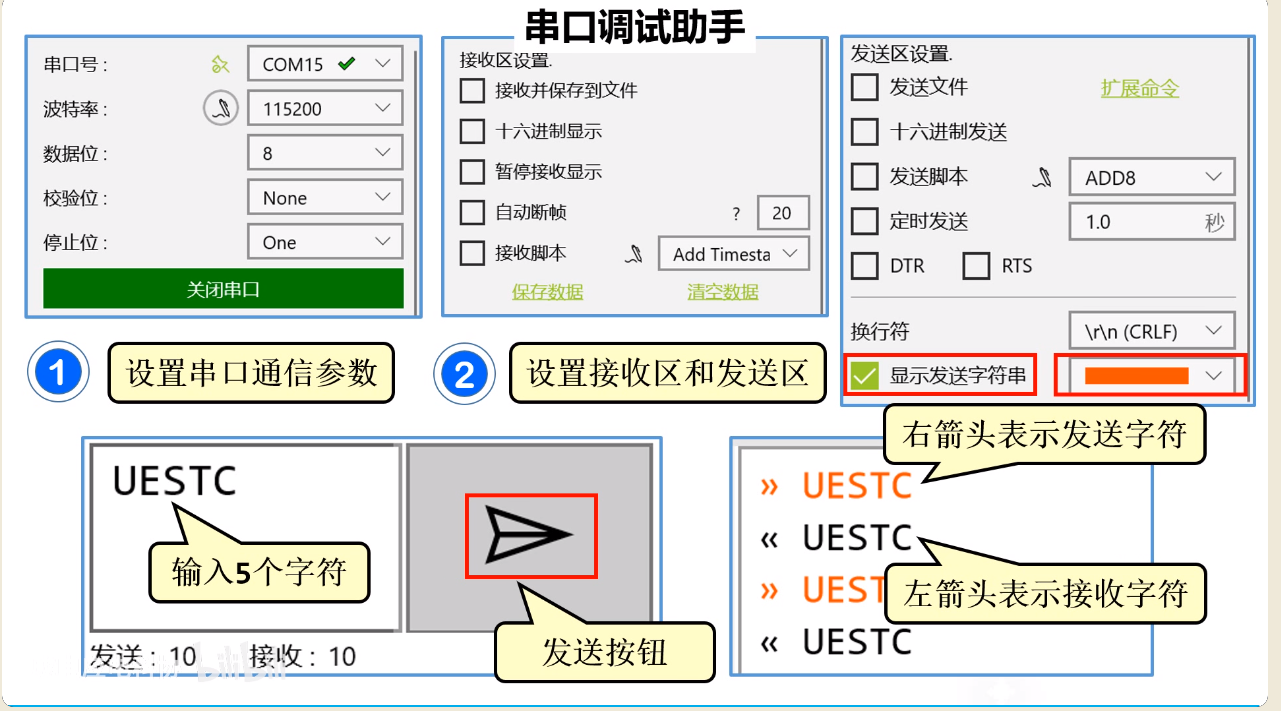 串口调试助手
串口号： COM15
波特率： 115200
数据位： 8
校验位： None
停止位： One
关闭串口
接收区设置.
接收并保存到文件
十六进制显示
暂停接收显示
自动断帧 ? 20
接收脚本 Add Timesta
保存数据 清空数据
发送区设置.
发送文件 扩展命令
十六进制发送
发送脚本 ADD8
定时发送 1.0 秒
DTR RTS
换行符 \r\n (CRLF)
显示发送字符串
1 设置串口通信参数
2 设置接收区和发送区
UESTC
输入5个字符
发送按钮
发送：10 接收：10
右箭头表示发送字符
» UESTC
« UESTC
» UEST
左箭头表示接收字符
« UESTC
bilibili